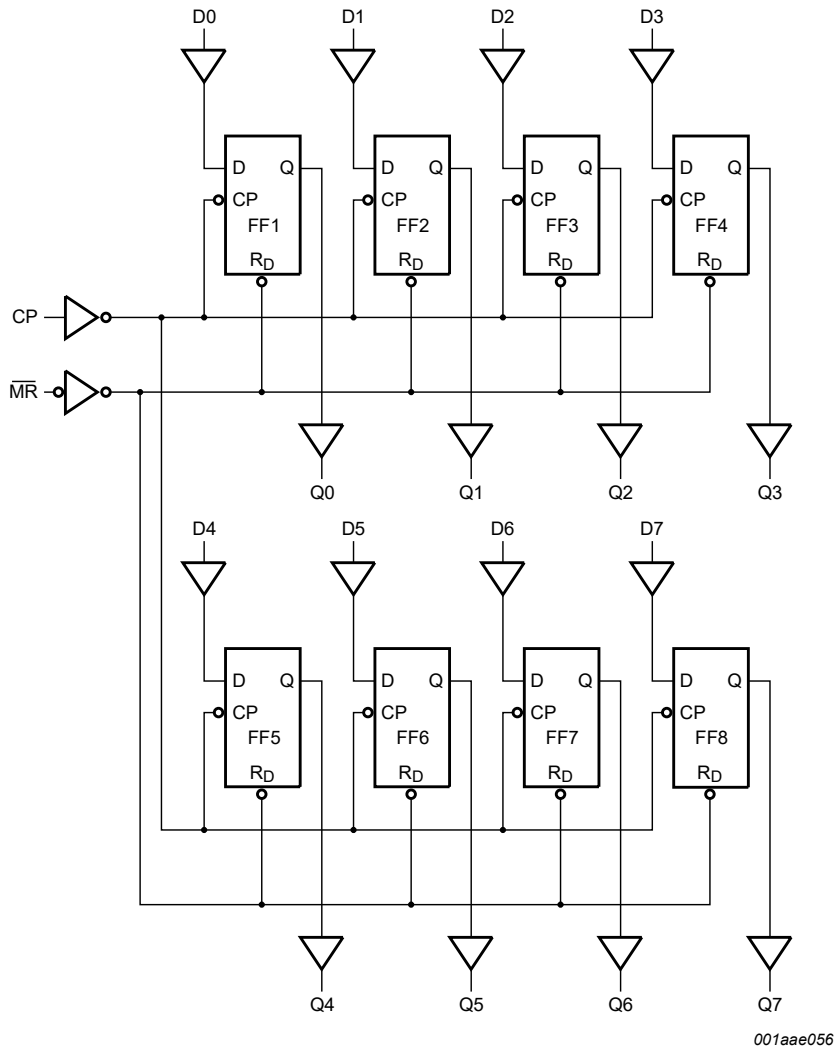 D0 D1 D2 D3
D Q D Q D Q D Q
CP CP CP CP
FF1 FF2 FF3 FF4
RD RD RD RD
CP
M̅R̅
Q0 Q1 Q2 Q3
D4 D5 D6 D7
D Q D Q D Q D Q
CP CP CP CP
FF5 FF6 FF7 FF8
RD RD RD RD
Q4 Q5 Q6 Q7
001aae056